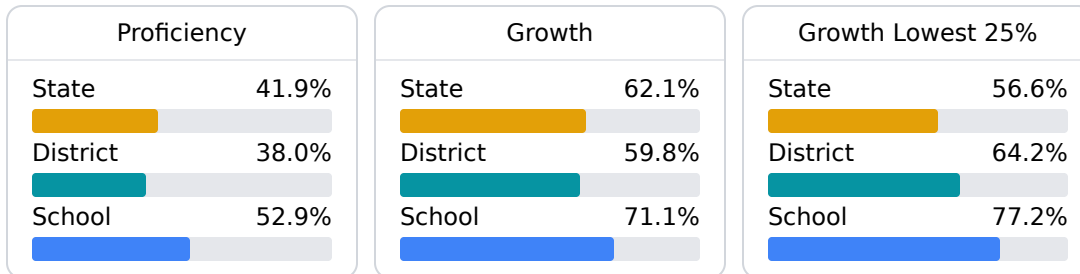 Proficiency
State 41.9%
District 38.0%
School 52.9%
Growth
State 62.1%
District 59.8%
School 71.1%
Growth Lowest 25%
State 56.6%
District 64.2%
School 77.2%